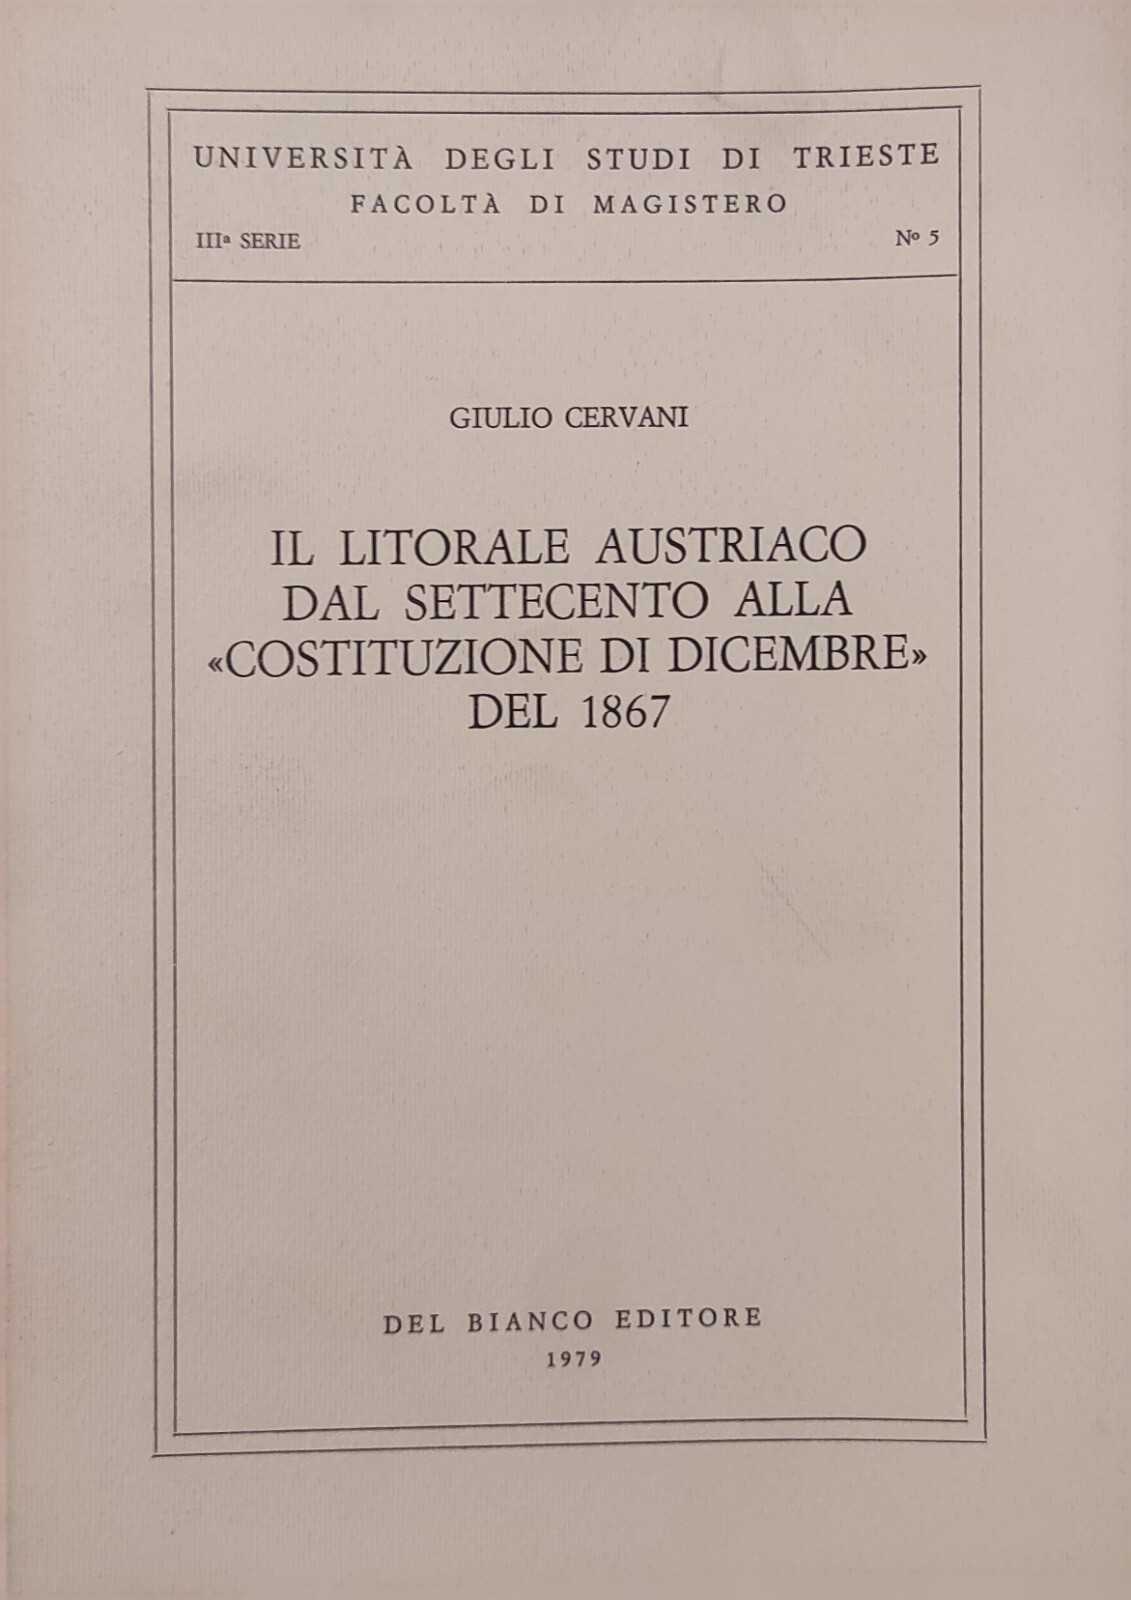 UNIVERSITÀ DEGLI STUDI DI TRIESTE
FACOLTÀ DI MAGISTERO
IIIª SERIE Nº 5
GIULIO CERVANI
IL LITORALE AUSTRIACO
DAL SETTECENTO ALLA
«COSTITUZIONE DI DICEMBRE»
DEL 1867
DEL BIANCO EDITORE
1979